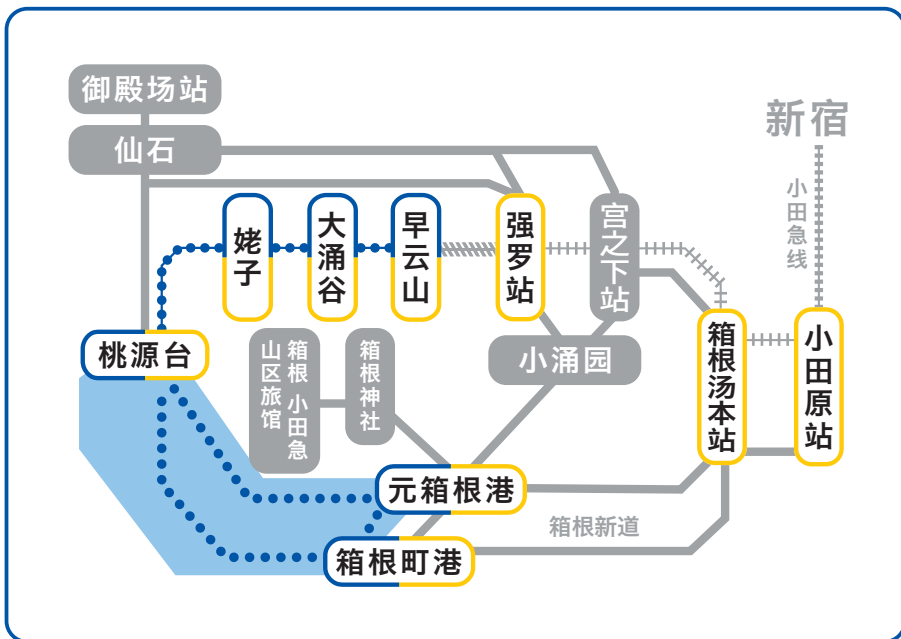 御殿场站
仙石
新宿
小田急线
姥子
大涌谷
早云山
强罗站
宫之下站
桃源台
箱根 小田急
山区旅馆
箱根神社
小涌园
箱根汤本站
小田原站
元箱根港
箱根新道
箱根町港